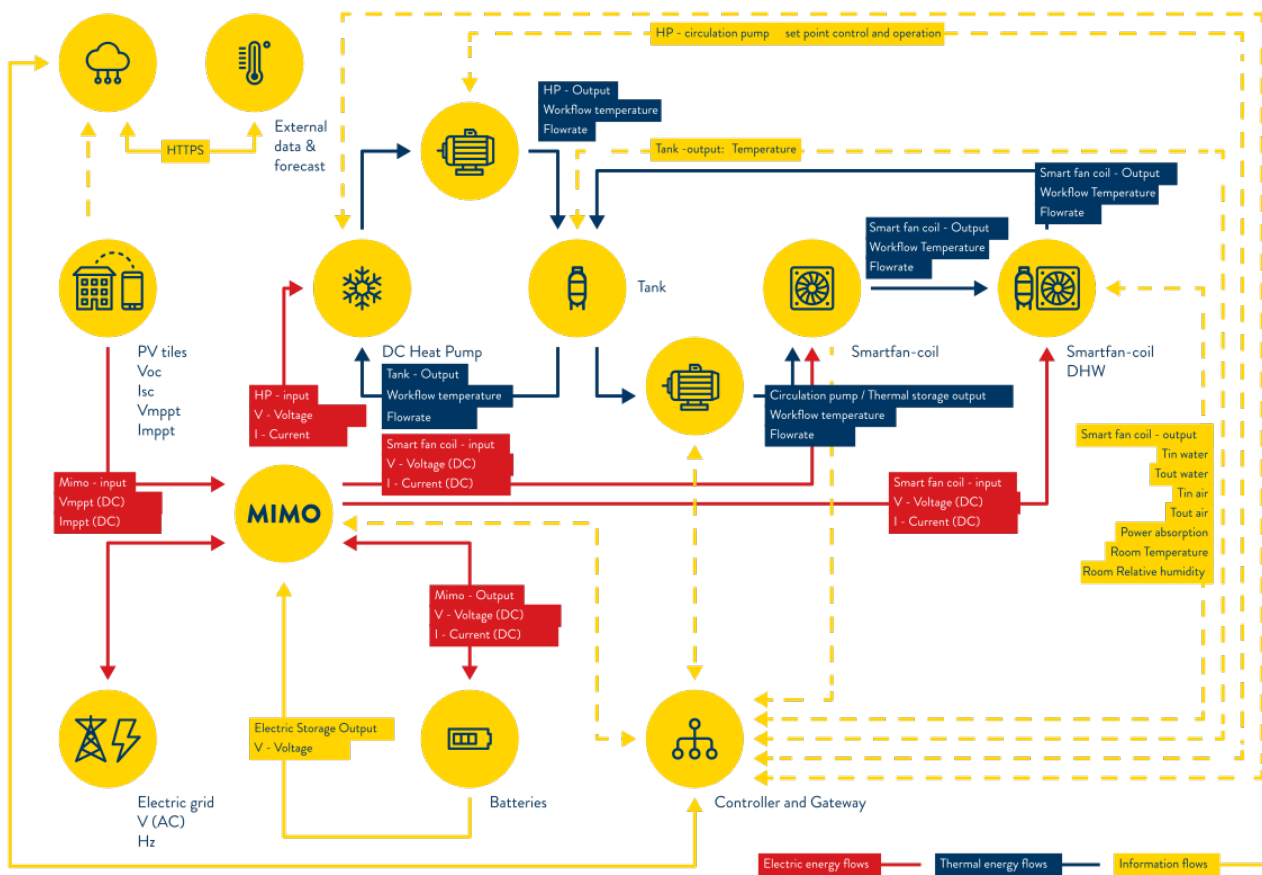 HP - circulation pump set point control and operation
HP - Output
Workflow temperature
Flowrate
External
data &
forecast
HTTPS
Tank -output: Temperature
Smart fan coil - Output
Workflow Temperature
Flowrate
Smart fan coil - Output
Workflow Temperature
Flowrate
Tank
PV tiles
Voc
Isc
Vmppt
Imppt
DC Heat Pump
Smartfan-coil
Smartfan-coil
DHW
Tank - Output
Workflow temperature
Flowrate
HP - input
V - Voltage
I - Current
Circulation pump / Thermal storage output
Workflow temperature
Flowrate
Smart fan coil - input
V - Voltage (DC)
I - Current (DC)
Smart fan coil - output
Tin water
Tout water
Tin air
Tout air
Power absorption
Room Temperature
Room Relative humidity
Mimo - input
Vmppt (DC)
Imppt (DC)
MIMO
Smart fan coil - input
V - Voltage (DC)
I - Current (DC)
Mimo - Output
V - Voltage (DC)
I - Current (DC)
Electric Storage Output
V - Voltage
Electric grid
V (AC)
Hz
Batteries
Controller and Gateway
Electric energy flows
Thermal energy flows
Information flows